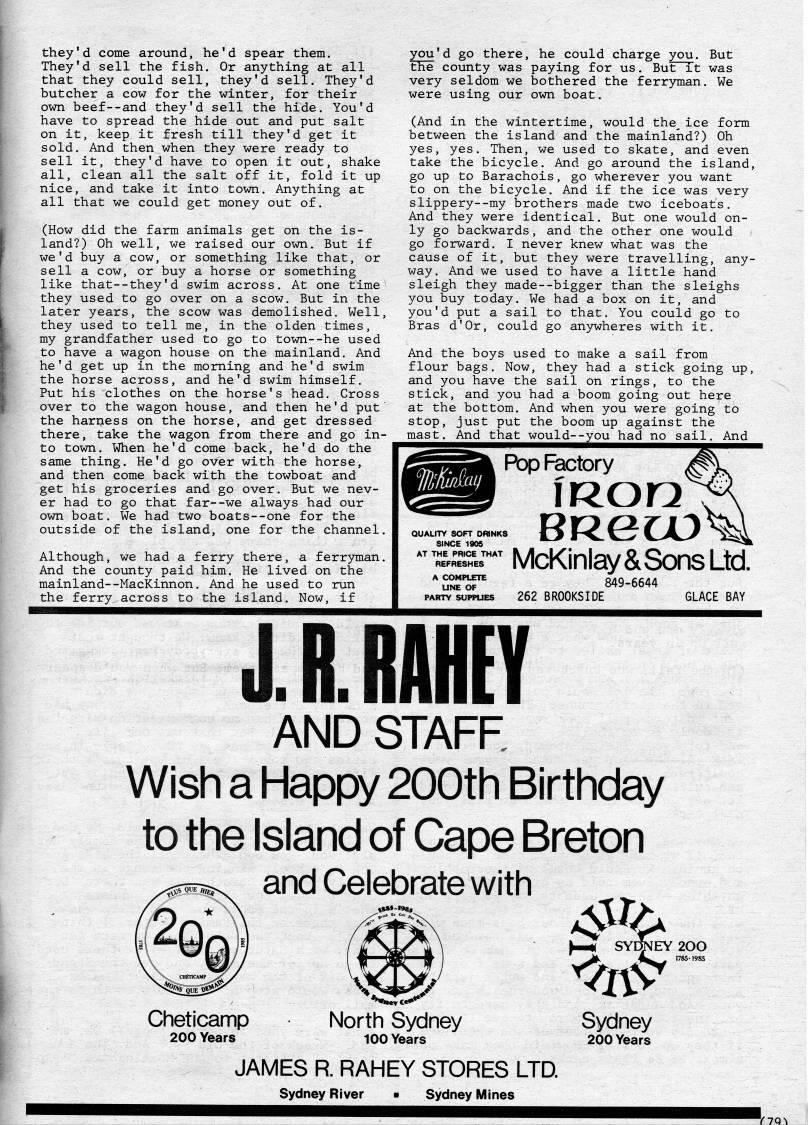 they'd come around, he'd spear them.
They'd sell the fish. Or anything at all
that they could sell, they'd sell. They'd
butcher a cow for the winter, for their
own beef--and they'd sell the hide. You'd
have to spread the hide out and put salt
on it, keep it fresh till they'd get it
sold. And then when they were ready to
sell it, they'd have to open it out, shake
all, clean all the salt off it, fold it up
nice, and take it into town. Anything at
all that we could get money out of.
(How did the farm animals get on the is-
land?) Oh well, we raised our own. But if
we'd buy a cow, or something like that, or
sell a cow, or buy a horse or something
like that--they'd swim across. At one time
they used to go over on a scow. But in the
later years, the scow was demolished. Well,
they used to tell me, in the olden times,
my grandfather used to go to town--he used
to have a wagon house on the mainland. And
he'd get up in the morning and he'd swim
the horse across, and he'd swim himself.
Put his clothes on the horse's head. Cross
over to the wagon house, and then he'd put
the harness on the horse, and get dressed
there, take the wagon from there and go in-
to town. When he'd come back, he'd do the
same thing. He'd go over with the horse,
and then come back with the towboat and
get his groceries and go over. But we nev-
er had to go that far--we always had our
own boat. We had two boats--one for the
outside of the island, one for the channel.
Although, we had a ferry there, a ferryman.
And the county paid him. He lived on the
mainland--MacKinnon. And he used to run
the ferry across to the island. Now, if
you'd go there, he could charge you. But
the county was paying for us. But it was
very seldom we bothered the ferryman. We
were using our own boat.
(And in the wintertime, would the ice form
between the island and the mainland?) Oh
yes, yes. Then, we used to skate, and even
take the bicycle. And go around the island,
go up to Barachois, go wherever you want
to on the bicycle. And if the ice was very
slippery--my brothers made two iceboats.
And they were identical. But one would on-
ly go backwards, and the other one would
go forward. I never knew what was the
cause of it, but they were travelling, any-
way. And we used to have a little hand
sleigh they made--bigger than the sleighs
you buy today. We had a box on it, and
you'd put a sail to that. You could go to
Bras d'Or, could go anywheres with it.
And the boys used to make a sail from
flour bags. Now, they had a stick going up,
and you have the sail on rings, to the
stick, and you had a boom going out here
at the bottom. And when you were going to
stop, just put the boom up against the
mast. And that would--you had no sail. And
McKinlay
QUALITY SOFT DRINKS
SINCE 1905
AT THE PRICE THAT
REFRESHES
A COMPLETE
LINE OF
PARTY SUPPLIES
Pop Factory
IRON
BREW
McKinlay & Sons Ltd.
849-6644
262 BROOKSIDE GLACE BAY
J. R. RAHEY
AND STAFF
Wish a Happy 200th Birthday
to the Island of Cape Breton
and Celebrate with
PLUS QUE HIER
200
1785
1985
CHÉTICAMP
MOINS QUE DEMAIN
Cheticamp
200 Years
1885-1985
North Sydney Centennial
North Sydney
100 Years
SYDNEY 200
1785-1985
Sydney
200 Years
JAMES R. RAHEY STORES LTD.
Sydney River ▪ Sydney Mines
(79)